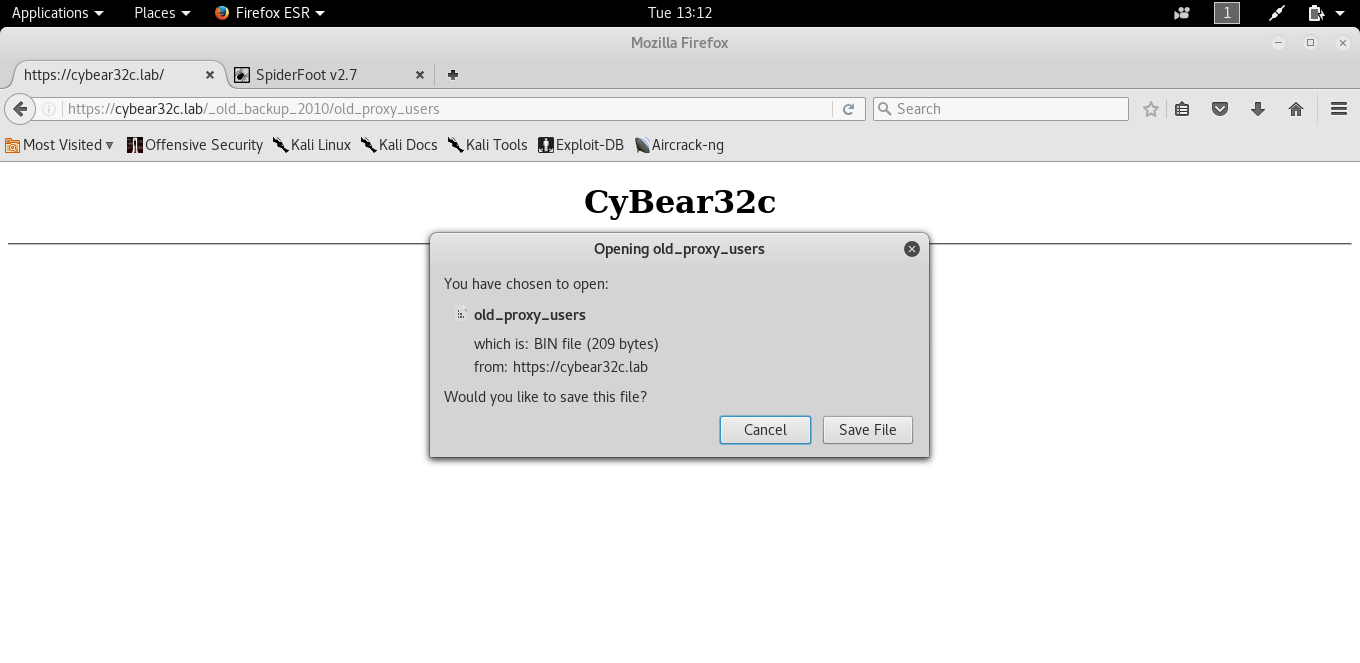 Applications Places Firefox ESR Tue 13:12 1
Mozilla Firefox
https://cybear32c.lab/ SpiderFoot v2.7
https://cybear32c.lab/_old_backup_2010/old_proxy_users Search
Most Visited Offensive Security Kali Linux Kali Docs Kali Tools Exploit-DB Aircrack-ng
CyBear32c
Opening old_proxy_users
You have chosen to open:
old_proxy_users
which is: BIN file (209 bytes)
from: https://cybear32c.lab
Would you like to save this file?
Cancel Save File